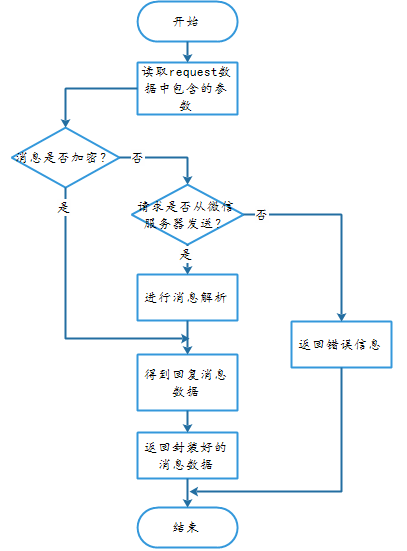 开始
读取request数
据中包含的参
数
消息是否加密?
否
是
请求是否从微信
服务器发送?
否
是
进行消息解析
返回错误信息
得到回复消息
数据
返回封装好的
消息数据
结束